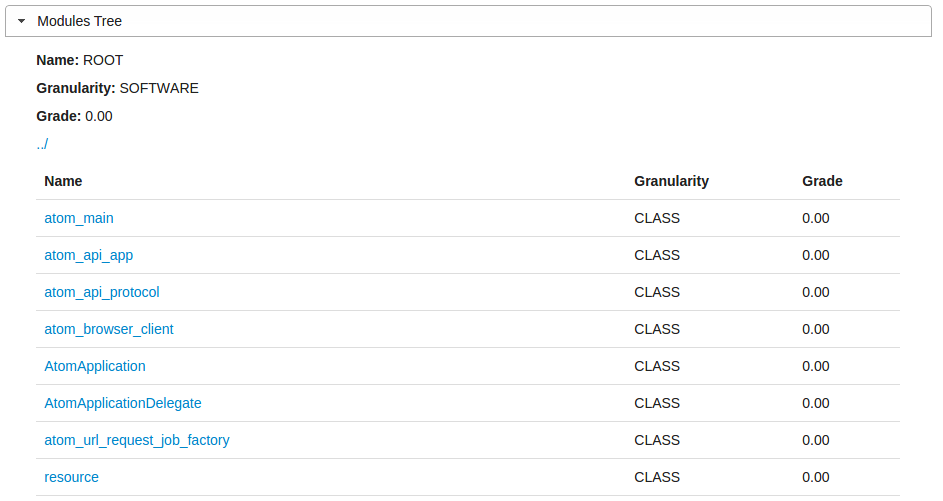 Modules Tree
Name: ROOT
Granularity: SOFTWARE
Grade: 0.00
../
Name Granularity Grade
atom_main CLASS 0.00
atom_api_app CLASS 0.00
atom_api_protocol CLASS 0.00
atom_browser_client CLASS 0.00
AtomApplication CLASS 0.00
AtomApplicationDelegate CLASS 0.00
atom_url_request_job_factory CLASS 0.00
resource CLASS 0.00